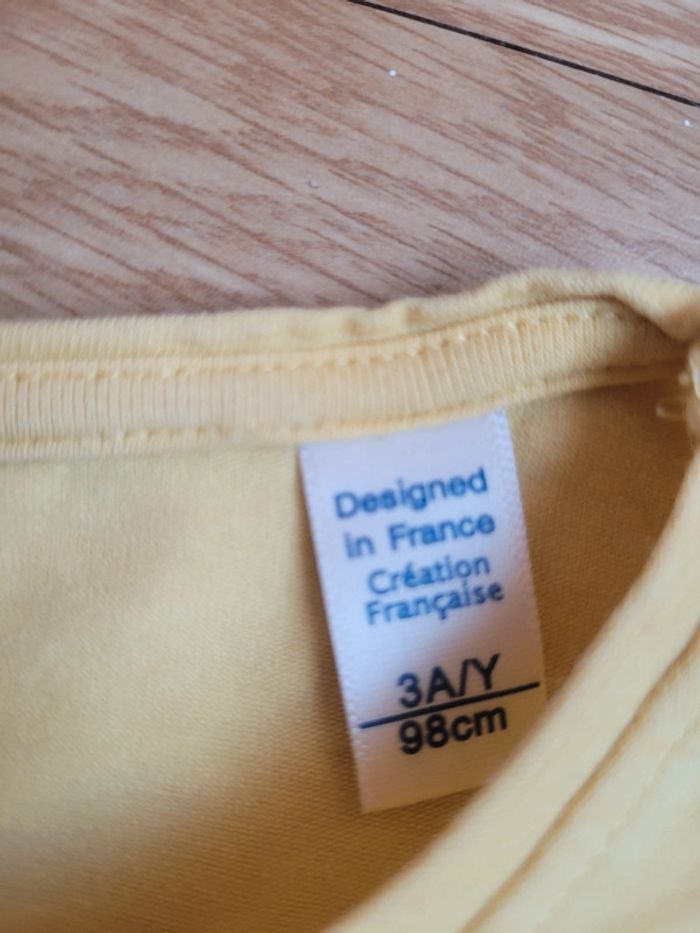 Designed
in France
Création
Française
3A/Y
98cm